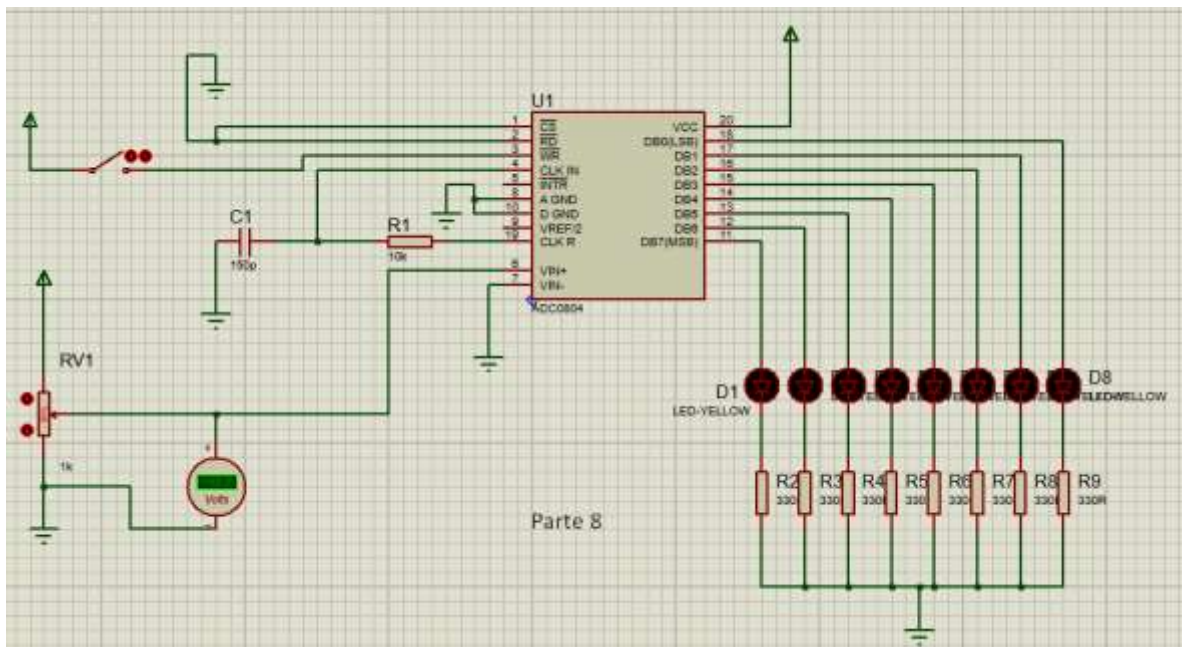 U1
1
2
3
4
5
8
10
9
19
6
7
CS
RD
WR
CLK IN
INTR
A GND
D GND
VREF/2
CLK R
VIN+
VIN-
VCC
DB0(LSB)
DB1
DB2
DB3
DB4
DB5
DB6
DB7(MSB)
20
18
17
16
15
14
13
12
11
ADC0804
C1
150p
R1
10k
RV1
1k
Volts
D1
LED-YELLOW
D8
LED-YELLOW
R2
R3
R4
R5
R6
R7
R8
R9
330R
Parte 8